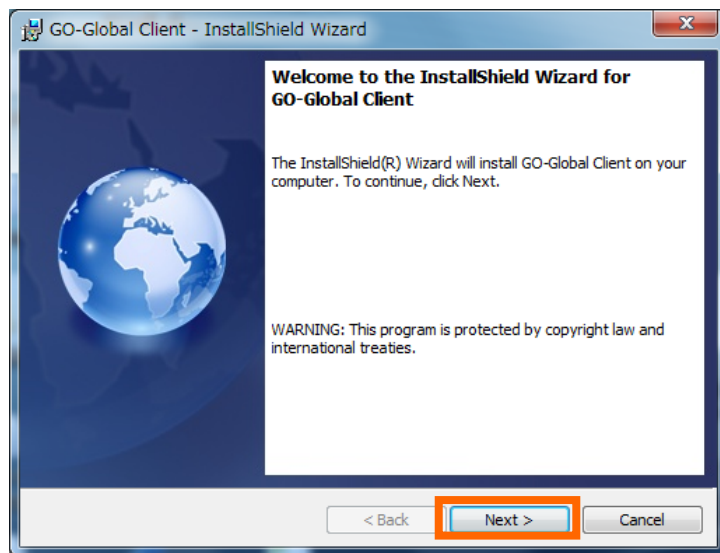 GO-Global Client - InstallShield Wizard
Welcome to the InstallShield Wizard for
GO-Global Client
The InstallShield(R) Wizard will install GO-Global Client on your
computer. To continue, click Next.
WARNING: This program is protected by copyright law and
international treaties.
< Back
Next >
Cancel